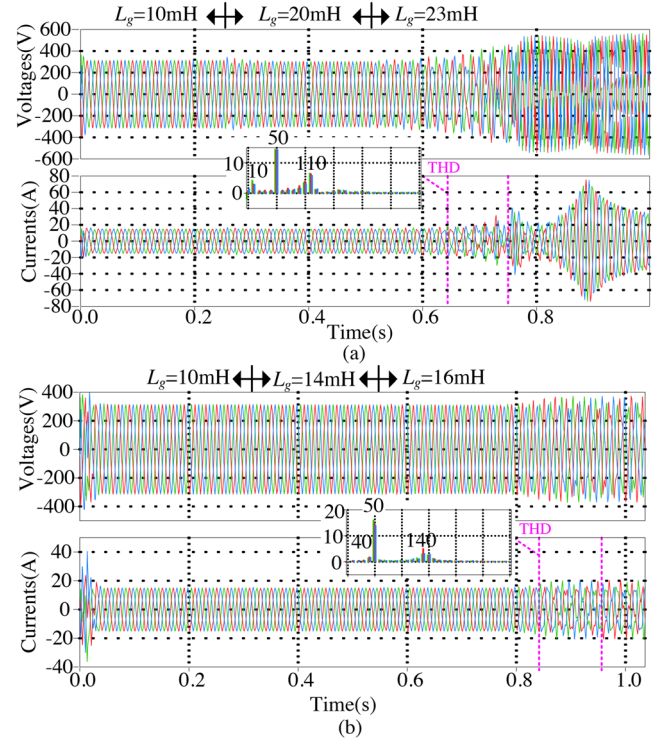 Lg=10mH Lg=20mH Lg=23mH
Voltages(V)
600
400
200
0
-200
-400
-600
50
10
10
110
0
THD
Currents(A)
80
60
40
20
0
-20
-40
-60
-80
0.0 0.2 0.4 0.6 0.8
Time(s)
(a)
Lg=10mH Lg=14mH Lg=16mH
Voltages(V)
400
200
0
-200
-400
50
20
10
0
40
140
THD
Currents(A)
40
20
0
-20
-40
0.0 0.2 0.4 0.6 0.8 1.0
Time(s)
(b)